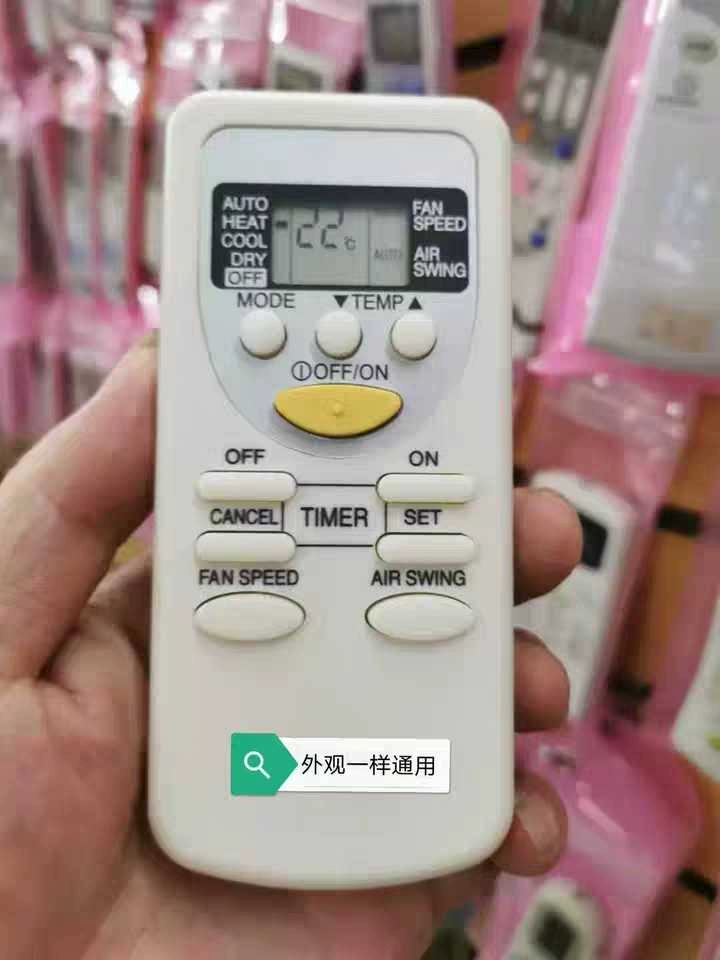 AUTO
HEAT
COOL
DRY
OFF
22℃
AUTO
FAN
SPEED
AIR
SWING
MODE
▼TEMP▲
OFF/ON
OFF
ON
CANCEL
TIMER
SET
FAN SPEED
AIR SWING
外观一样通用